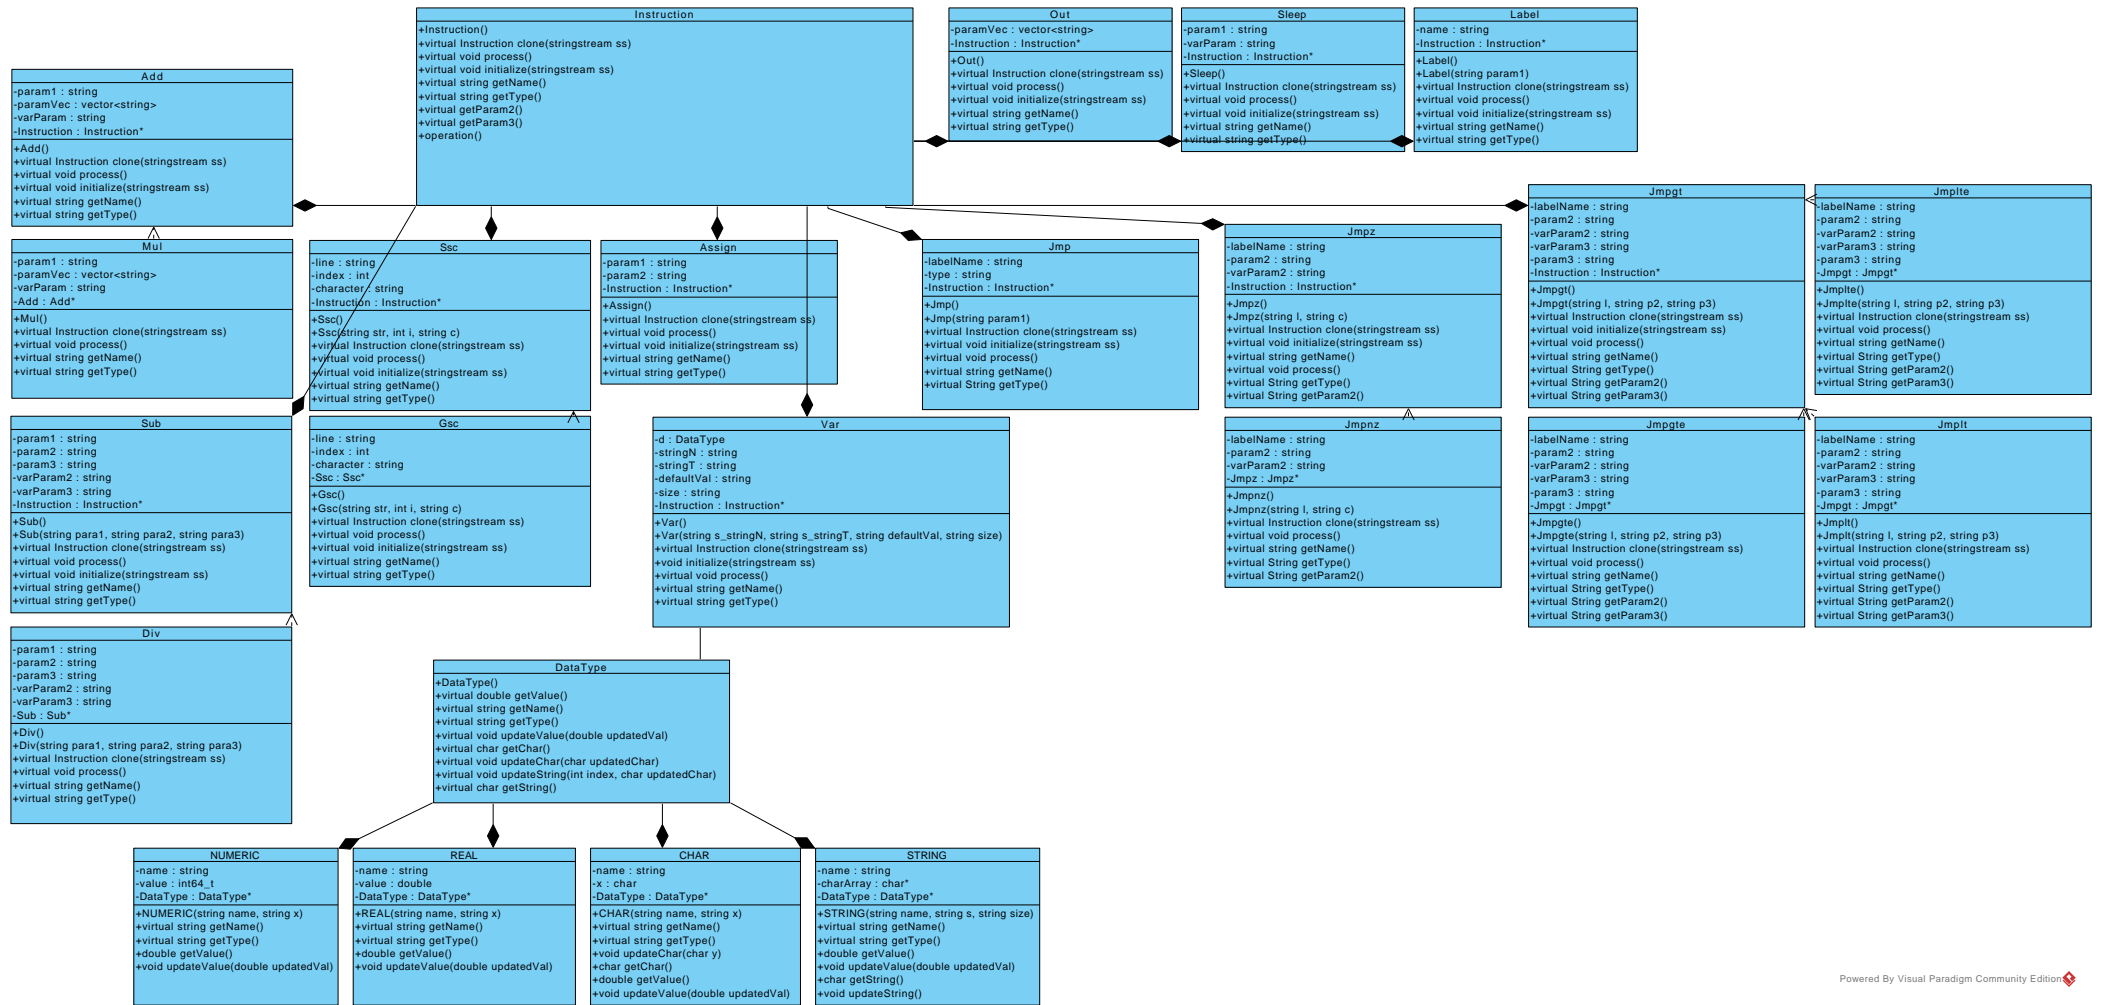 Instruction
+Instruction()
+virtual Instruction clone(stringstream ss)
+virtual void process()
+virtual void initialize(stringstream ss)
+virtual string getName()
+virtual string getType()
+virtual getParam2()
+virtual getParam3()
+operation()
Out
-paramVec : vector<string>
-Instruction : Instruction*
+Out()
+virtual Instruction clone(stringstream ss)
+virtual void process()
+virtual void initialize(stringstream ss)
+virtual string getName()
+virtual string getType()
Sleep
-param1 : string
-varParam : string
-Instruction : Instruction*
+Sleep()
+virtual Instruction clone(stringstream ss)
+virtual void process()
+virtual void initialize(stringstream ss)
+virtual string getName()
+virtual string getType()
Label
-name : string
-Instruction : Instruction*
+Label()
+Label(string param1)
+virtual Instruction clone(stringstream ss)
+virtual void process()
+virtual void initialize(stringstream ss)
+virtual string getName()
+virtual string getType()
Add
-param1 : string
-paramVec : vector<string>
-varParam : string
-Instruction : Instruction*
+Add()
+virtual Instruction clone(stringstream ss)
+virtual void process()
+virtual void initialize(stringstream ss)
+virtual string getName()
+virtual string getType()
Mul
-param1 : string
-paramVec : vector<string>
-varParam : string
-Add : Add*
+Mul()
+virtual Instruction clone(stringstream ss)
+virtual void process()
+virtual string getName()
+virtual string getType()
Ssc
-line : string
-index : int
-character : string
-Instruction : Instruction*
+Ssc()
+Ssc(string str, int i, string c)
+virtual Instruction clone(stringstream ss)
+virtual void process()
+virtual void initialize(stringstream ss)
+virtual string getName()
+virtual string getType()
Assign
-param1 : string
-param2 : string
-Instruction : Instruction*
+Assign()
+virtual Instruction clone(stringstream ss)
+virtual void process()
+virtual void initialize(stringstream ss)
+virtual string getName()
+virtual string getType()
Jmp
-labelName : string
-type : string
-Instruction : Instruction*
+Jmp()
+Jmp(string param1)
+virtual Instruction clone(stringstream ss)
+virtual void initialize(stringstream ss)
+virtual void process()
+virtual string getName()
+virtual String getType()
Jmpz
-labelName : string
-param2 : string
-varParam2 : string
-Instruction : Instruction*
+Jmpz()
+Jmpz(string l, string c)
+virtual Instruction clone(stringstream ss)
+virtual void initialize(stringstream ss)
+virtual string getName()
+virtual void process()
+virtual String getType()
+virtual String getParam2()
Jmpgt
-labelName : string
-param2 : string
-varParam2 : string
-varParam3 : string
-param3 : string
-Instruction : Instruction*
+Jmpgt()
+Jmpgt(string l, string p2, string p3)
+virtual Instruction clone(stringstream ss)
+virtual void initialize(stringstream ss)
+virtual void process()
+virtual string getName()
+virtual String getType()
+virtual String getParam2()
+virtual String getParam3()
Jmplte
-labelName : string
-param2 : string
-varParam2 : string
-varParam3 : string
-param3 : string
-Jmpgt : Jmpgt*
+Jmplte()
+Jmplte(string l, string p2, string p3)
+virtual Instruction clone(stringstream ss)
+virtual void process()
+virtual string getName()
+virtual String getType()
+virtual String getParam2()
+virtual String getParam3()
Sub
-param1 : string
-param2 : string
-param3 : string
-varParam2 : string
-varParam3 : string
-Instruction : Instruction*
+Sub()
+Sub(string para1, string para2, string para3)
+virtual Instruction clone(stringstream ss)
+virtual void process()
+virtual void initialize(stringstream ss)
+virtual string getName()
+virtual string getType()
Gsc
-line : string
-index : int
-character : string
-Ssc : Ssc*
+Gsc()
+Gsc(string str, int i, string c)
+virtual Instruction clone(stringstream ss)
+virtual void process()
+virtual void initialize(stringstream ss)
+virtual string getName()
+virtual string getType()
Var
-d : DataType
-stringN : string
-stringT : string
-defaultVal : string
-size : string
-Instruction : Instruction*
+Var()
+Var(string s_stringN, string s_stringT, string defaultVal, string size)
+virtual Instruction clone(stringstream ss)
+void initialize(stringstream ss)
+virtual void process()
+virtual string getName()
+virtual string getType()
Jmpnz
-labelName : string
-param2 : string
-varParam2 : string
-Jmpz : Jmpz*
+Jmpnz()
+Jmpnz(string l, string c)
+virtual Instruction clone(stringstream ss)
+virtual void process()
+virtual string getName()
+virtual String getType()
+virtual String getParam2()
Jmpgte
-labelName : string
-param2 : string
-varParam2 : string
-varParam3 : string
-param3 : string
-Jmpgt : Jmpgt*
+Jmpgte()
+Jmpgte(string l, string p2, string p3)
+virtual Instruction clone(stringstream ss)
+virtual void process()
+virtual string getName()
+virtual String getType()
+virtual String getParam2()
+virtual String getParam3()
Jmplt
-labelName : string
-param2 : string
-varParam2 : string
-varParam3 : string
-param3 : string
-Jmpgt : Jmpgt*
+Jmplt()
+Jmplt(string l, string p2, string p3)
+virtual Instruction clone(stringstream ss)
+virtual void process()
+virtual string getName()
+virtual String getType()
+virtual String getParam2()
+virtual String getParam3()
Div
-param1 : string
-param2 : string
-param3 : string
-varParam2 : string
-varParam3 : string
-Sub : Sub*
+Div()
+Div(string para1, string para2, string para3)
+virtual Instruction clone(stringstream ss)
+virtual void process()
+virtual string getName()
+virtual string getType()
DataType
+DataType()
+virtual double getValue()
+virtual string getName()
+virtual string getType()
+virtual void updateValue(double updatedVal)
+virtual char getChar()
+virtual void updateChar(char updatedChar)
+virtual void updateString(int index, char updatedChar)
+virtual char getString()
NUMERIC
-name : string
-value : int64_t
-DataType : DataType*
+NUMERIC(string name, string x)
+virtual string getName()
+virtual string getType()
+double getValue()
+void updateValue(double updatedVal)
REAL
-name : string
-value : double
-DataType : DataType*
+REAL(string name, string x)
+virtual string getName()
+virtual string getType()
+double getValue()
+void updateValue(double updatedVal)
CHAR
-name : string
-x : char
-DataType : DataType*
+CHAR(string name, string x)
+virtual string getName()
+virtual string getType()
+void updateChar(char y)
+char getChar()
+double getValue()
+void updateValue(double updatedVal)
STRING
-name : string
-charArray : char*
-DataType : DataType*
+STRING(string name, string s, string size)
+virtual string getName()
+virtual string getType()
+double getValue()
+void updateValue(double updatedVal)
+char getString()
+void updateString()
Powered By Visual Paradigm Community Edition